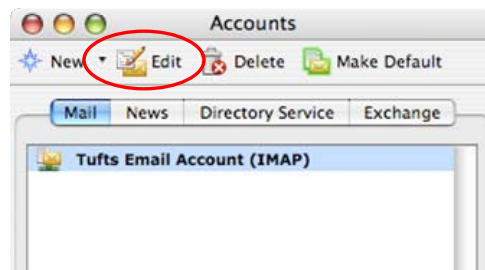 Accounts
New Edit Delete Make Default
Mail News Directory Service Exchange
Tufts Email Account (IMAP)